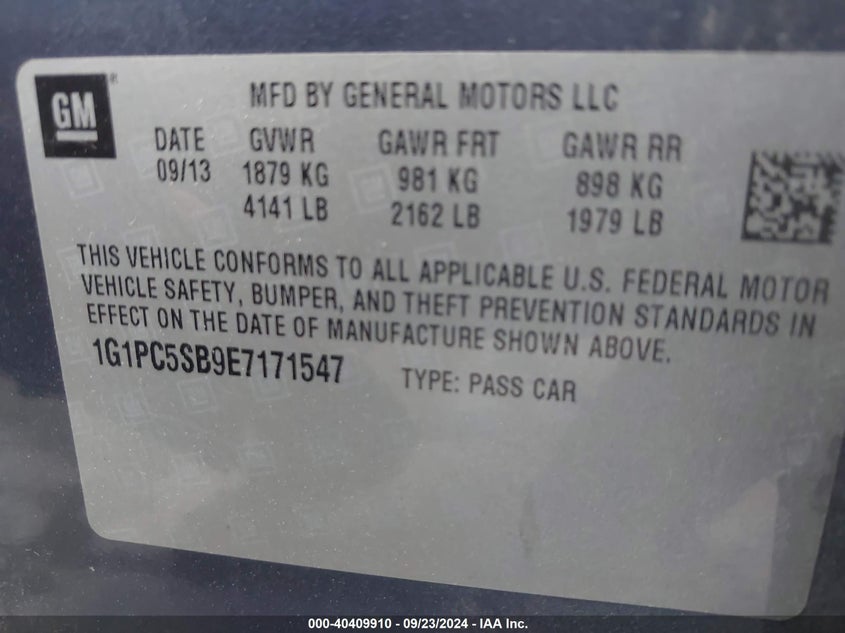 GM®
MFD BY GENERAL MOTORS LLC
DATE GVWR GAWR FRT GAWR RR
09/13 1879 KG 981 KG 898 KG
4141 LB 2162 LB 1979 LB
THIS VEHICLE CONFORMS TO ALL APPLICABLE U.S. FEDERAL MOTOR
VEHICLE SAFETY, BUMPER, AND THEFT PREVENTION STANDARDS IN
EFFECT ON THE DATE OF MANUFACTURE SHOWN ABOVE.
1G1PC5SB9E7171547 TYPE: PASS CAR
000-40409910 - 09/23/2024 - IAA Inc.